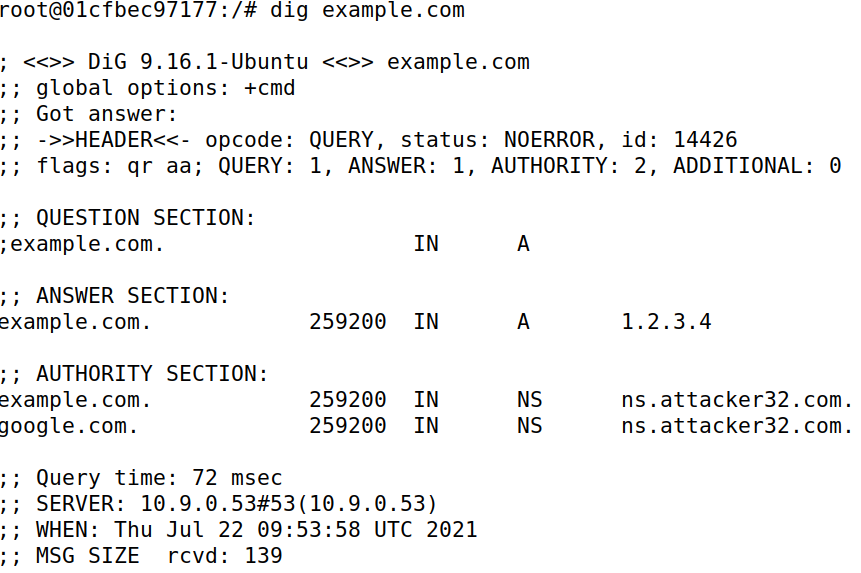 root@01cfbec97177:/# dig example.com
; <<>> DiG 9.16.1-Ubuntu <<>> example.com
;; global options: +cmd
;; Got answer:
;; ->>HEADER<<- opcode: QUERY, status: NOERROR, id: 14426
;; flags: qr aa; QUERY: 1, ANSWER: 1, AUTHORITY: 2, ADDITIONAL: 0
;; QUESTION SECTION:
;example.com. IN A
;; ANSWER SECTION:
example.com. 259200 IN A 1.2.3.4
;; AUTHORITY SECTION:
example.com. 259200 IN NS ns.attacker32.com.
google.com. 259200 IN NS ns.attacker32.com.
;; Query time: 72 msec
;; SERVER: 10.9.0.53#53(10.9.0.53)
;; WHEN: Thu Jul 22 09:53:58 UTC 2021
;; MSG SIZE  rcvd: 139